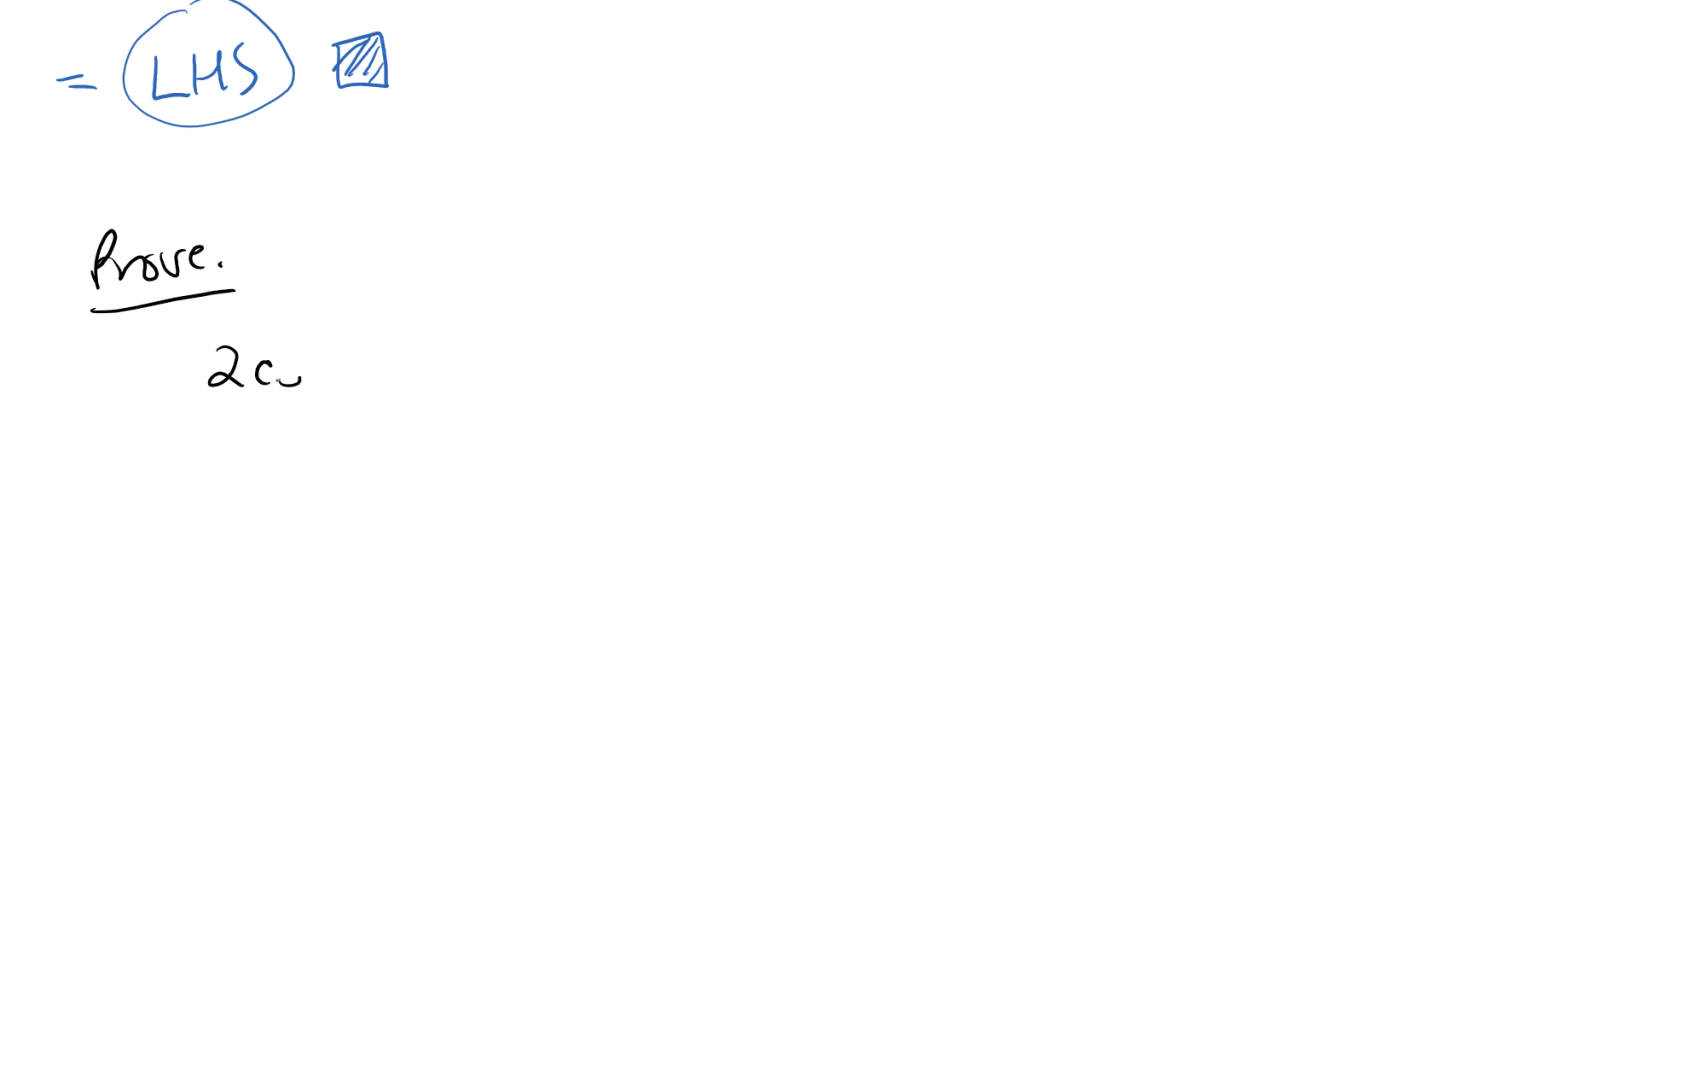 = LHS
Prove.
2c